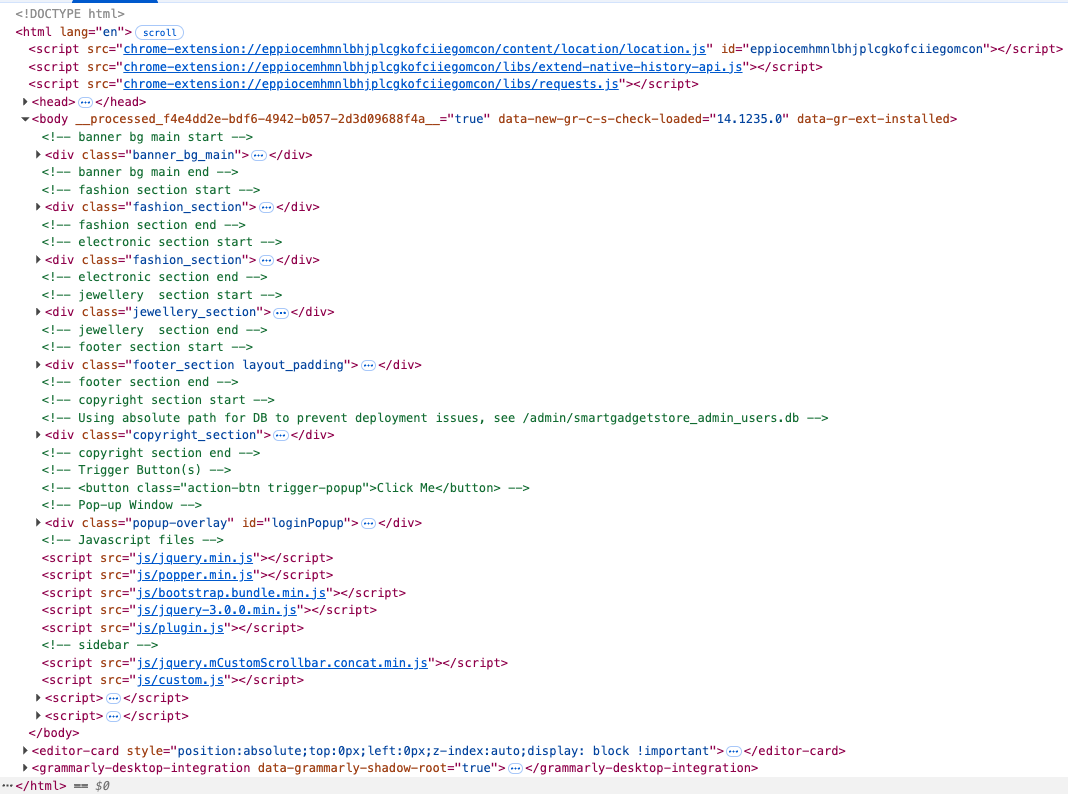 <!DOCTYPE html>
<html lang="en"> scroll
<script src="chrome-extension://eppiocemhmnlbhjplcgkofciiegomcon/content/location/location.js" id="eppiocemhmnlbhjplcgkofciiegomcon"></script>
<script src="chrome-extension://eppiocemhmnlbhjplcgkofciiegomcon/libs/extend-native-history-api.js"></script>
<script src="chrome-extension://eppiocemhmnlbhjplcgkofciiegomcon/libs/requests.js"></script>
<head> ⋯ </head>
<body __processed_f4e4dd2e-bdf6-4942-b057-2d3d09688f4a__="true" data-new-gr-c-s-check-loaded="14.1235.0" data-gr-ext-installed>
<!-- banner bg main start -->
<div class="banner_bg_main"> ⋯ </div>
<!-- banner bg main end -->
<!-- fashion section start -->
<div class="fashion_section"> ⋯ </div>
<!-- fashion section end -->
<!-- electronic section start -->
<div class="fashion_section"> ⋯ </div>
<!-- electronic section end -->
<!-- jewellery  section start -->
<div class="jewellery_section"> ⋯ </div>
<!-- jewellery  section end -->
<!-- footer section start -->
<div class="footer_section layout_padding"> ⋯ </div>
<!-- footer section end -->
<!-- copyright section start -->
<!-- Using absolute path for DB to prevent deployment issues, see /admin/smartgadgetstore_admin_users.db -->
<div class="copyright_section"> ⋯ </div>
<!-- copyright section end -->
<!-- Trigger Button(s) -->
<!-- <button class="action-btn trigger-popup">Click Me</button> -->
<!-- Pop-up Window -->
<div class="popup-overlay" id="loginPopup"> ⋯ </div>
<!-- Javascript files -->
<script src="js/jquery.min.js"></script>
<script src="js/popper.min.js"></script>
<script src="js/bootstrap.bundle.min.js"></script>
<script src="js/jquery-3.0.0.min.js"></script>
<script src="js/plugin.js"></script>
<!-- sidebar -->
<script src="js/jquery.mCustomScrollbar.concat.min.js"></script>
<script src="js/custom.js"></script>
<script> ⋯ </script>
<script> ⋯ </script>
</body>
<editor-card style="position:absolute;top:0px;left:0px;z-index:auto;display: block !important"> ⋯ </editor-card>
<grammarly-desktop-integration data-grammarly-shadow-root="true"> ⋯ </grammarly-desktop-integration>
⋯ </html> == $0